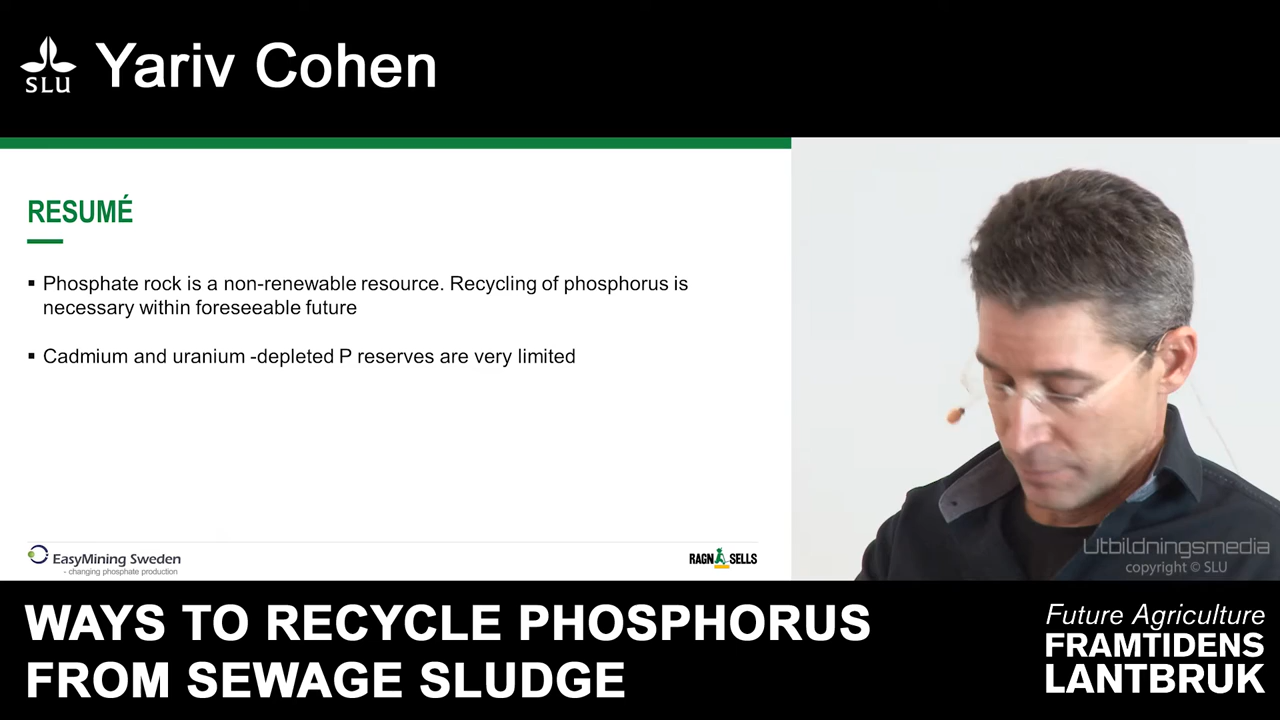 SLU
Yariv Cohen
RESUMÉ
▪ Phosphate rock is a non-renewable resource. Recycling of phosphorus is
necessary within foreseeable future
▪ Cadmium and uranium -depleted P reserves are very limited
EasyMining Sweden
- changing phosphate production
RAGN SELLS
Utbildningsmedia
copyright © SLU
WAYS TO RECYCLE PHOSPHORUS
FROM SEWAGE SLUDGE
Future Agriculture
FRAMTIDENS
LANTBRUK